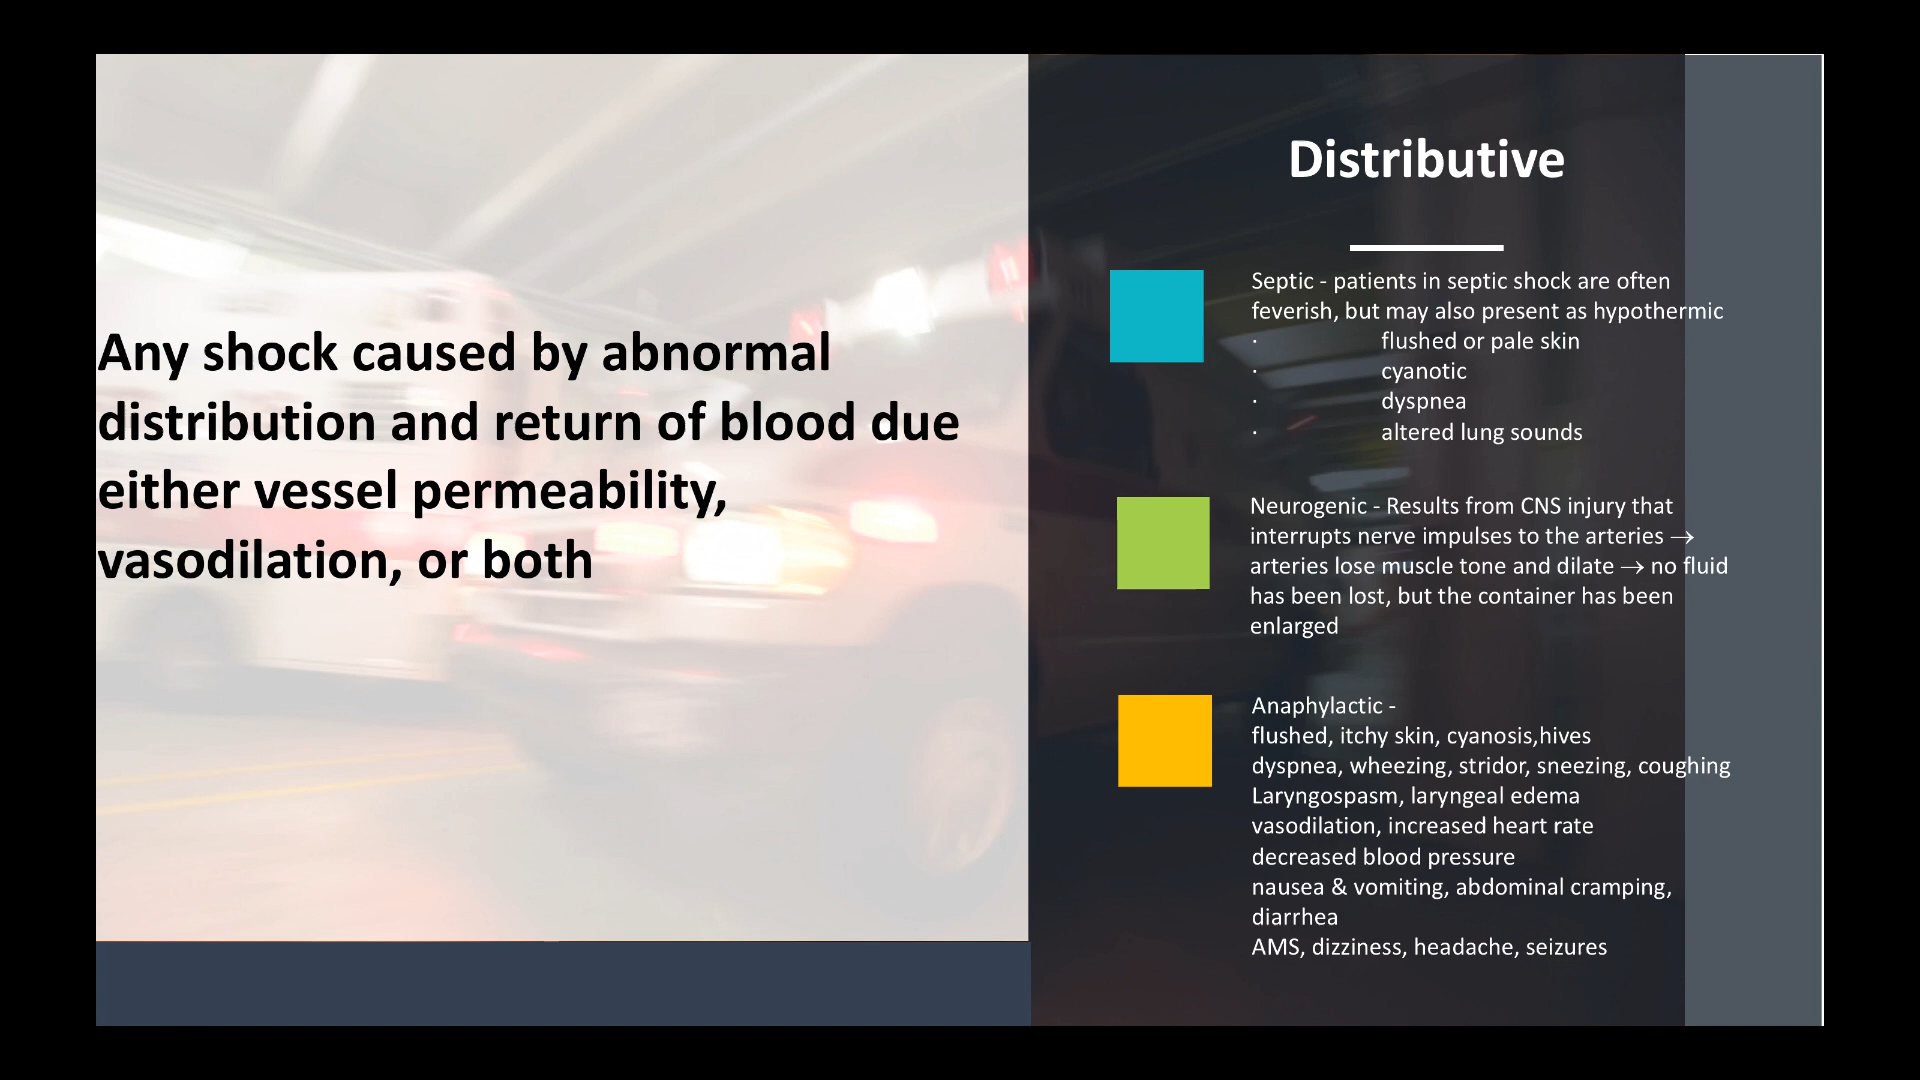 Any shock caused by abnormal
distribution and return of blood due
either vessel permeability,
vasodilation, or both
Distributive
Septic - patients in septic shock are often
feverish, but may also present as hypothermic
· flushed or pale skin
· cyanotic
· dyspnea
· altered lung sounds
Neurogenic - Results from CNS injury that
interrupts nerve impulses to the arteries →
arteries lose muscle tone and dilate → no fluid
has been lost, but the container has been
enlarged
Anaphylactic -
flushed, itchy skin, cyanosis,hives
dyspnea, wheezing, stridor, sneezing, coughing
Laryngospasm, laryngeal edema
vasodilation, increased heart rate
decreased blood pressure
nausea & vomiting, abdominal cramping,
diarrhea
AMS, dizziness, headache, seizures